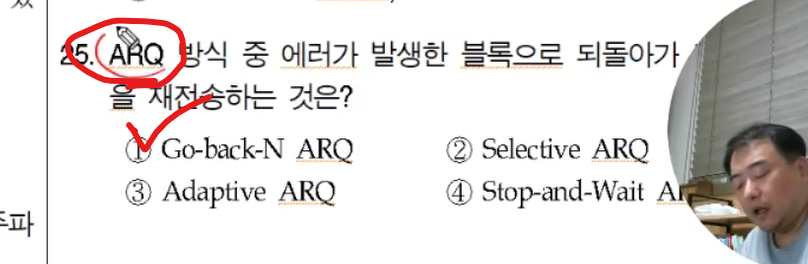 25. ARQ 방식 중 에러가 발생한 블록으로 되돌아가
을 재전송하는 것은?
① Go-back-N ARQ ② Selective ARQ
③ Adaptive ARQ ④ Stop-and-Wait